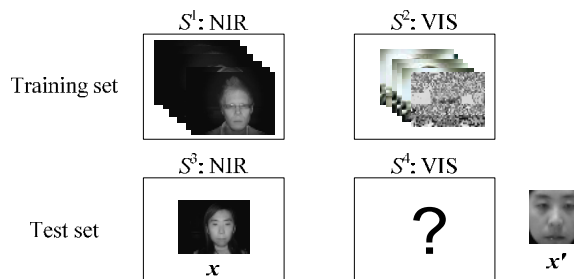 S¹: NIR S²: VIS
Training set
S³: NIR S⁴: VIS
Test set ?
x x'